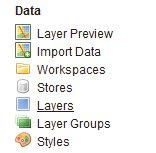 Data
Layer Preview
Import Data
Workspaces
Stores
Layers
Layer Groups
Styles